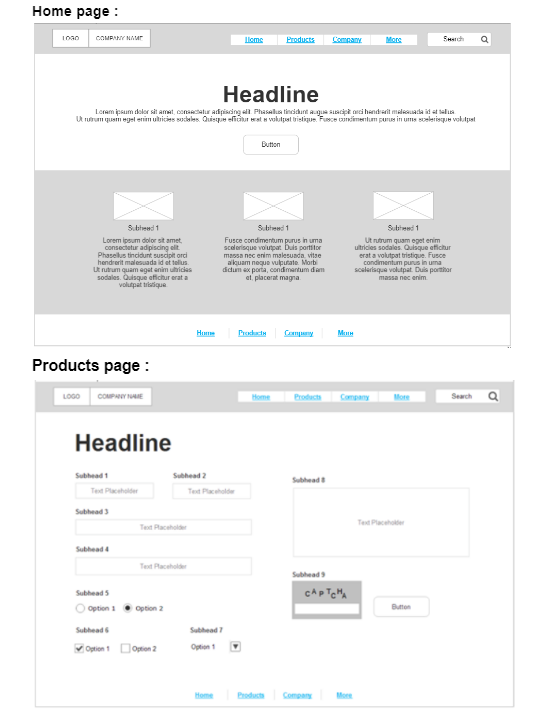 Home page :
LOGO COMPANY NAME Home Products Company More Search
Headline
Lorem ipsum dolor sit amet, consectetur adipiscing elit. Phasellus tincidunt augue suscipit orci hendrerit malesuada id et tellus.
Ut rutrum quam eget enim ultricies sodales. Quisque efficitur erat a volutpat tristique. Fusce condimentum purus in urna scelerisque volutpat
Button
Subhead 1
Lorem ipsum dolor sit amet,
consectetur adipiscing elit.
Phasellus tincidunt suscipit orci
hendrerit malesuada id et tellus.
Ut rutrum quam eget enim ultricies
sodales. Quisque efficitur erat a
volutpat tristique.
Subhead 1
Fusce condimentum purus in urna
scelerisque volutpat. Duis porttitor
massa nec enim malesuada, vitae
aliquam neque vulputate. Morbi
dictum ex porta, condimentum diam
et, placerat magna.
Subhead 1
Ut rutrum quam eget enim
ultricies sodales. Quisque efficitur
erat a volutpat tristique. Fusce
condimentum purus in urna
scelerisque volutpat. Duis porttitor
massa nec enim.
Home Products Company More
Products page :
LOGO COMPANY NAME Home Products Company More Search
Headline
Subhead 1 Subhead 2
Text Placeholder Text Placeholder
Subhead 3
Text Placeholder
Subhead 4
Text Placeholder
Subhead 5
Option 1 Option 2
Subhead 6 Subhead 7
Option 1 Option 2 Option 1
Subhead 8
Text Placeholder
Subhead 9
CAPTCHA
Button
Home Products Company More